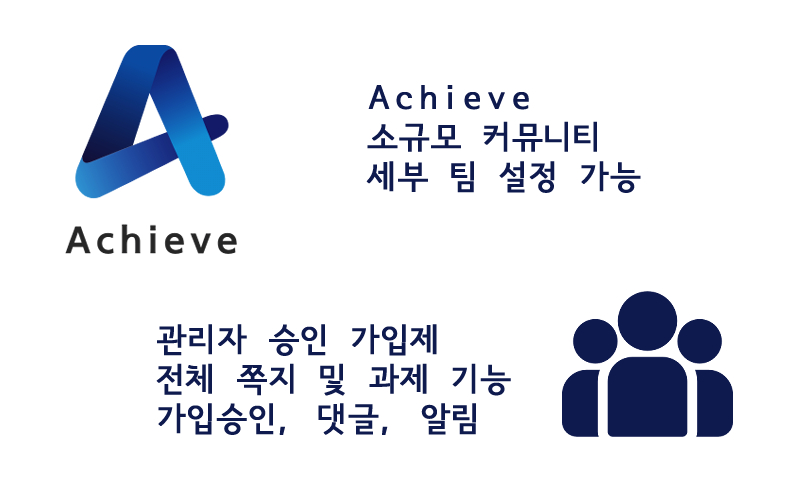 Achieve
소규모 커뮤니티
세부 팀 설정 가능
Achieve
관리자 승인 가입제
전체 쪽지 및 과제 기능
가입승인, 댓글, 알림